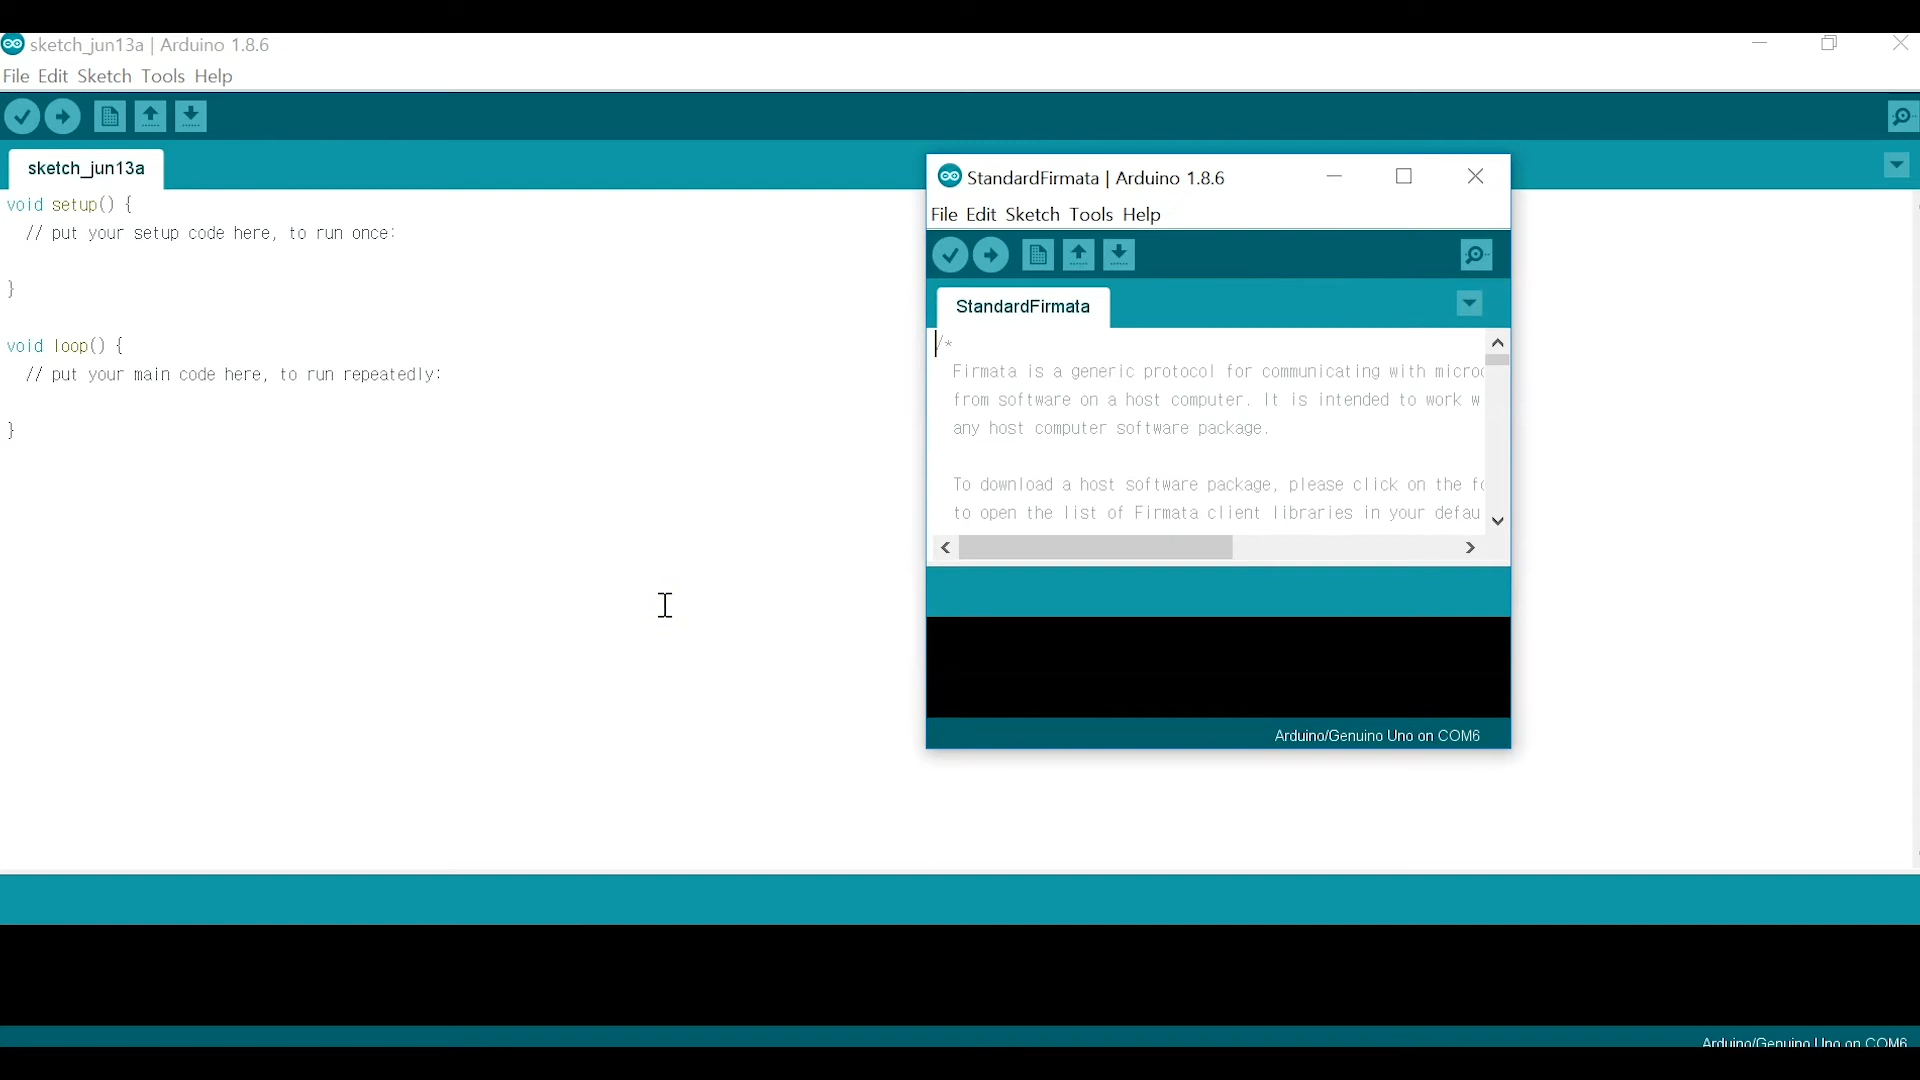 sketch_jun13a | Arduino 1.8.6
File Edit Sketch Tools Help
sketch_jun13a
void setup() {
// put your setup code here, to run once:
}
void loop() {
// put your main code here, to run repeatedly:
}
StandardFirmata | Arduino 1.8.6
File Edit Sketch Tools Help
StandardFirmata
/*
Firmata is a generic protocol for communicating with microc
from software on a host computer. It is intended to work w
any host computer software package.
To download a host software package, please click on the fo
to open the list of Firmata client libraries in your defau
Arduino/Genuino Uno on COM6
Arduino/Genuino Uno on COM6